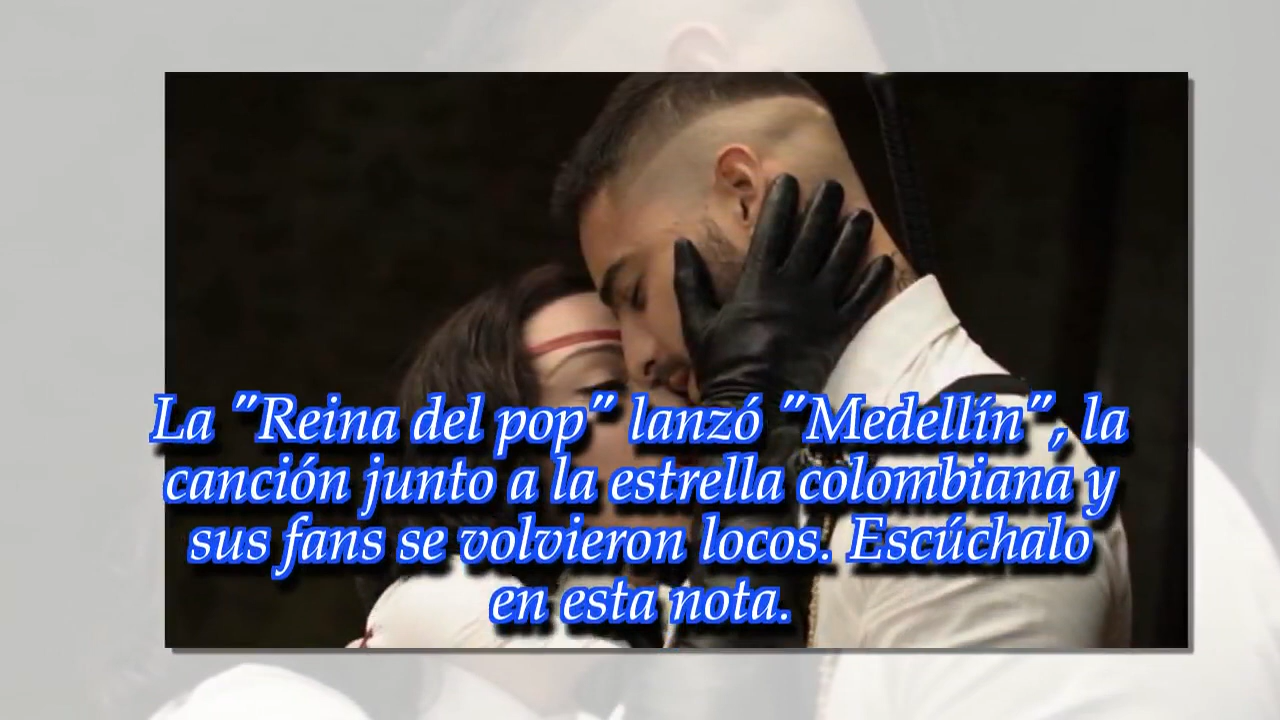 La "Reina del pop" lanzó "Medellín", la
canción junto a la estrella colombiana y
sus fans se volvieron locos. Escúchalo
en esta nota.